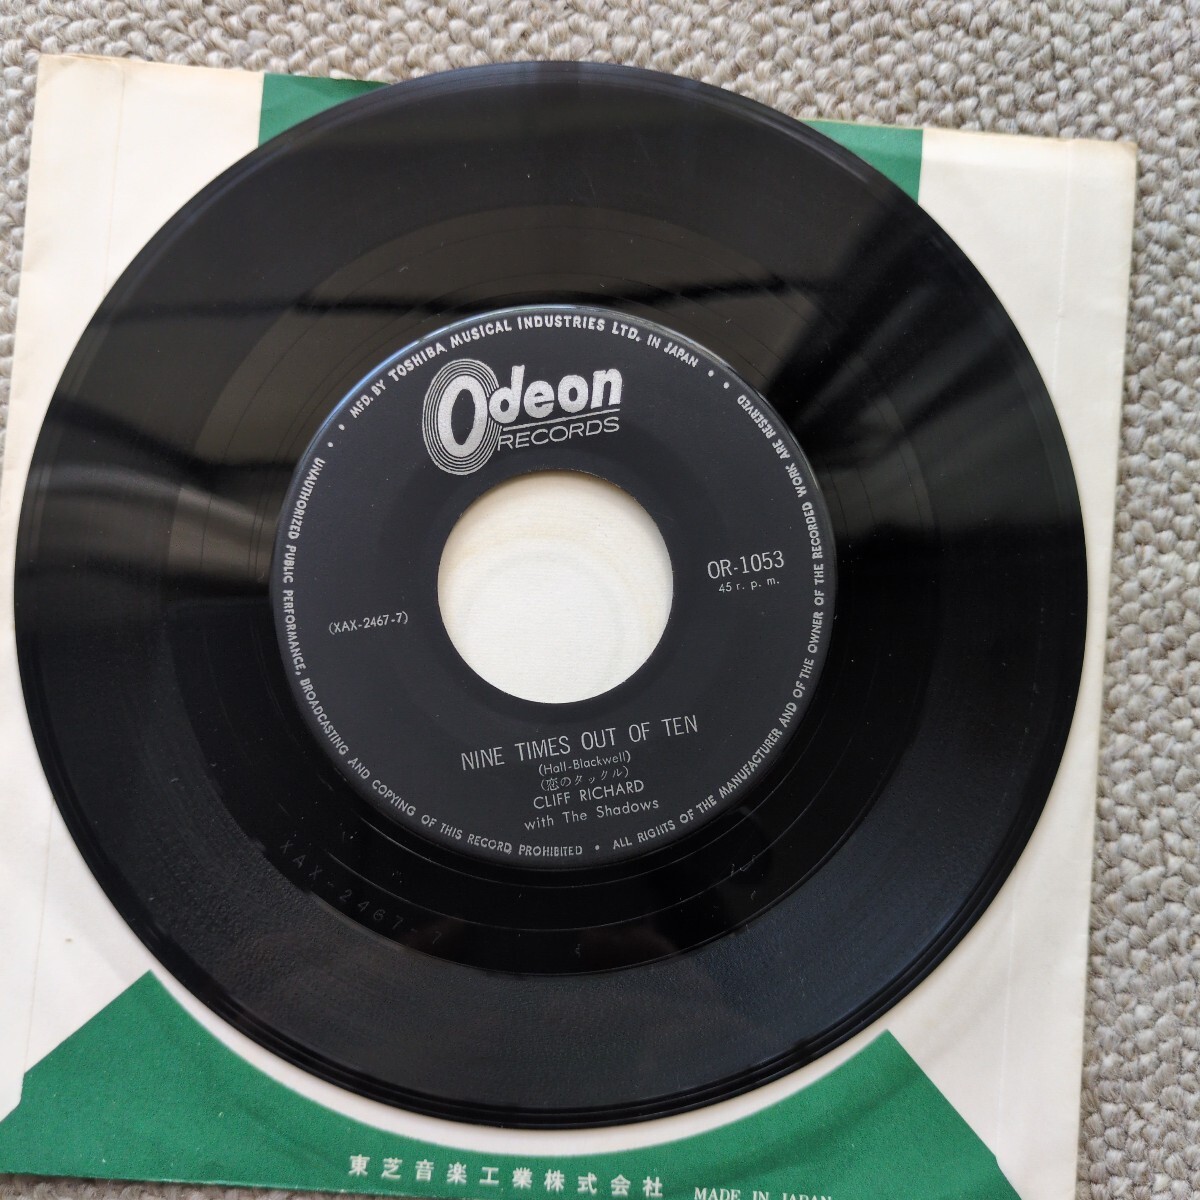 MFD. BY TOSHIBA MUSICAL INDUSTRIES LTD. IN JAPAN
Odeon
RECORDS
OR-1053
45 r. p. m.
(XAX-2467-7)
NINE TIMES OUT OF TEN
(Hall-Blackwell)
(恋のタックル)
CLIFF RICHARD
with The Shadows
UNAUTHORIZED PUBLIC PERFORMANCE, BROADCASTING AND COPYING OF THIS RECORD PROHIBITED • ALL RIGHTS OF THE MANUFACTURER AND OF THE OWNER OF THE RECORDED WORK ARE RESERVED
XAX-2467-7
東芝音楽工業株式会社 MADE IN JAPAN